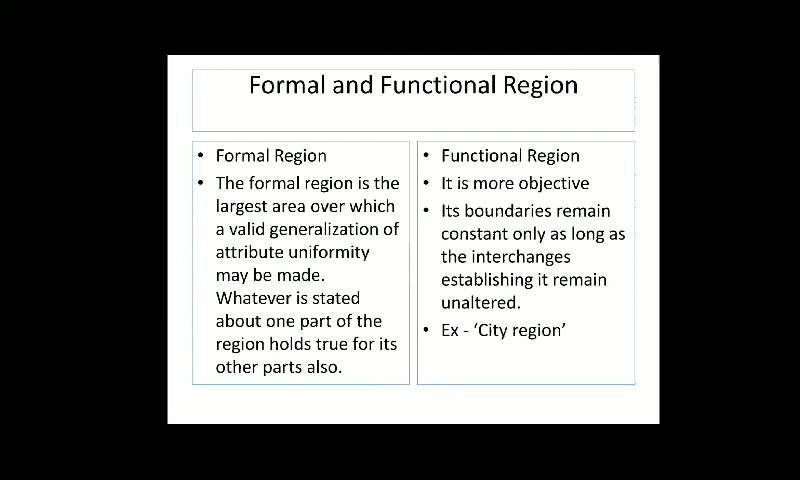 Formal and Functional Region
• Formal Region
• The formal region is the
largest area over which
a valid generalization of
attribute uniformity
may be made.
Whatever is stated
about one part of the
region holds true for its
other parts also.
• Functional Region
• It is more objective
• Its boundaries remain
constant only as long as
the interchanges
establishing it remain
unaltered.
• Ex - ‘City region’